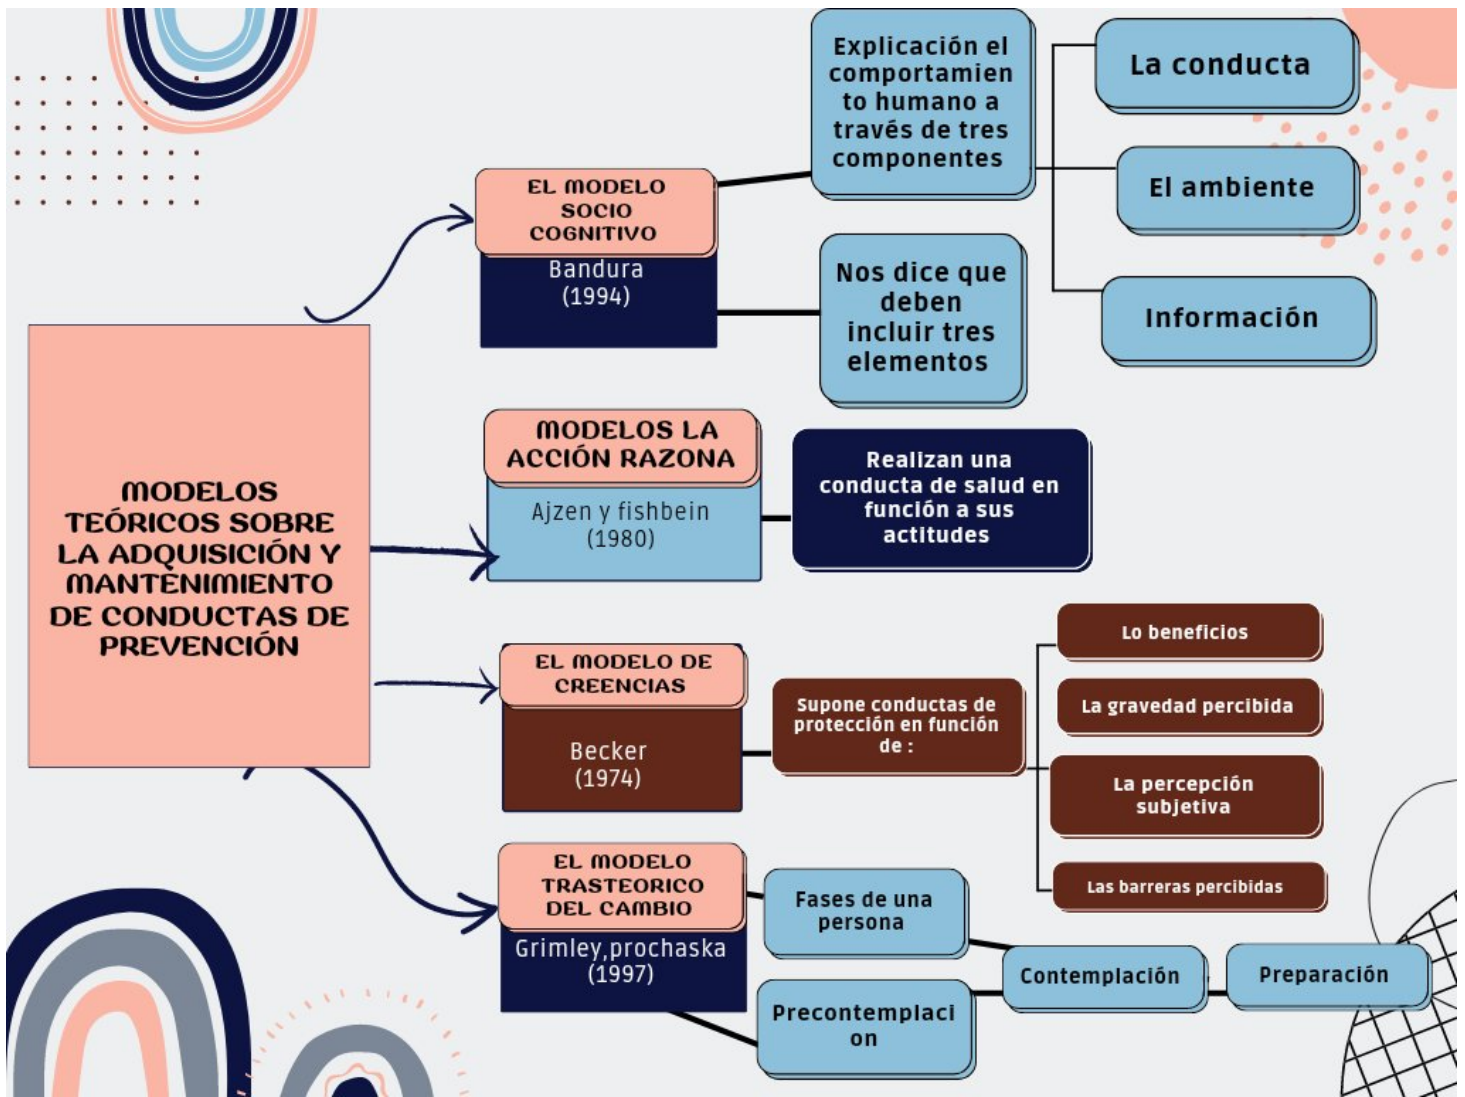 MODELOS
TEÓRICOS SOBRE
LA ADQUISICIÓN Y
MANTENIMIENTO
DE CONDUCTAS DE
PREVENCIÓN
EL MODELO
SOCIO
COGNITIVO
Bandura
(1994)
Explicación el
comportamien
to humano a
través de tres
componentes
La conducta
El ambiente
Información
Nos dice que
deben
incluir tres
elementos
MODELOS LA
ACCIÓN RAZONA
Ajzen y fishbein
(1980)
Realizan una
conducta de salud en
función a sus
actitudes
EL MODELO DE
CREENCIAS
Becker
(1974)
Supone conductas de
protección en función
de :
Lo beneficios
La gravedad percibida
La percepción
subjetiva
Las barreras percibidas
EL MODELO
TRASTEORICO
DEL CAMBIO
Grimley,prochaska
(1997)
Fases de una
persona
Precontemplaci
on
Contemplación
Preparación